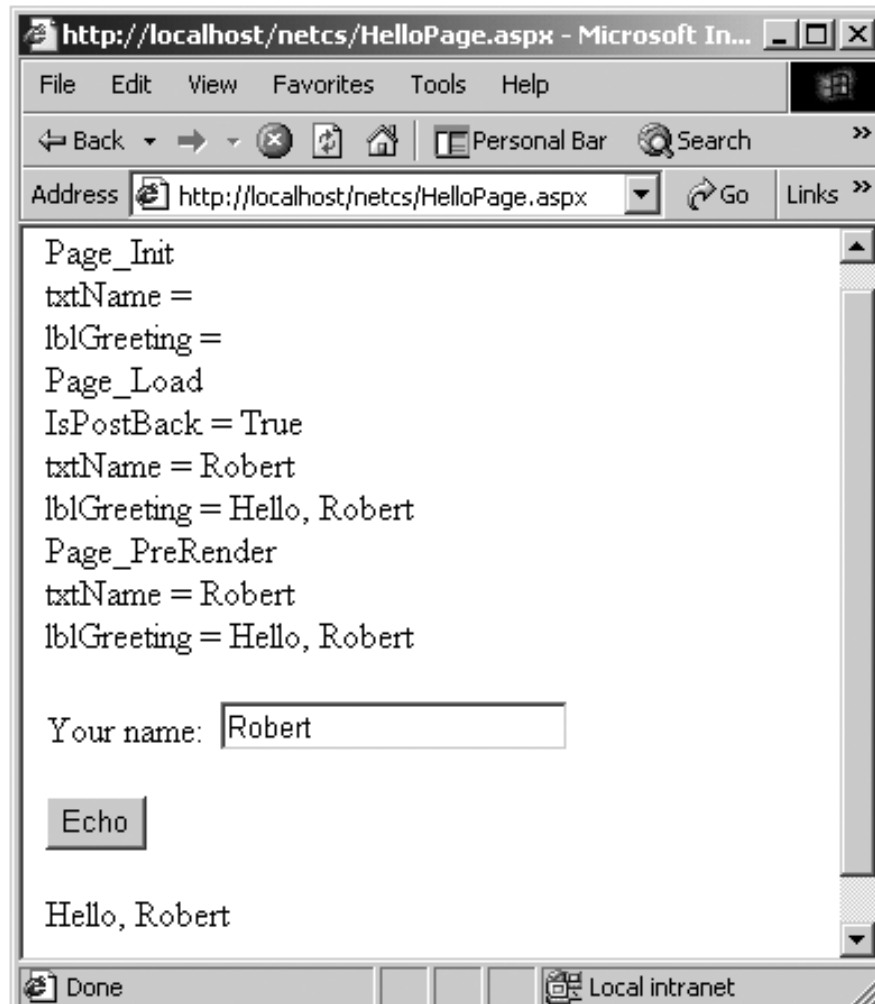 http://localhost/netcs/HelloPage.aspx - Microsoft In...
File Edit View Favorites Tools Help
Back Personal Bar Search »
Address http://localhost/netcs/HelloPage.aspx Go Links »
Page_Init
txtName =
lblGreeting =
Page_Load
IsPostBack = True
txtName = Robert
lblGreeting = Hello, Robert
Page_PreRender
txtName = Robert
lblGreeting = Hello, Robert
Your name: Robert
Echo
Hello, Robert
Done Local intranet